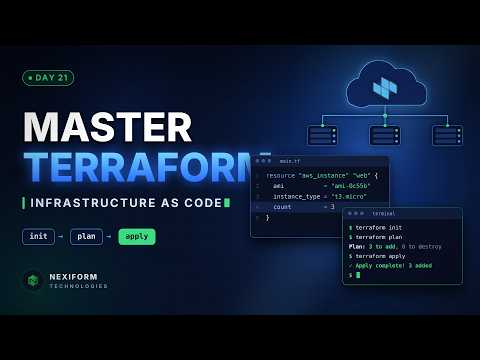 DAY 21
MASTER
TERRAFORM
INFRASTRUCTURE AS CODE
init → plan → apply
NEXIFORM
TECHNOLOGIES
main.tf
resource "aws_instance" "web" {
ami = "ami-0c55b"
instance_type = "t3.micro"
count = 3
}
terminal
$ terraform init
$ terraform plan
Plan: 3 to add, 0 to destroy
$ terraform apply
✓ Apply complete! 3 added
$